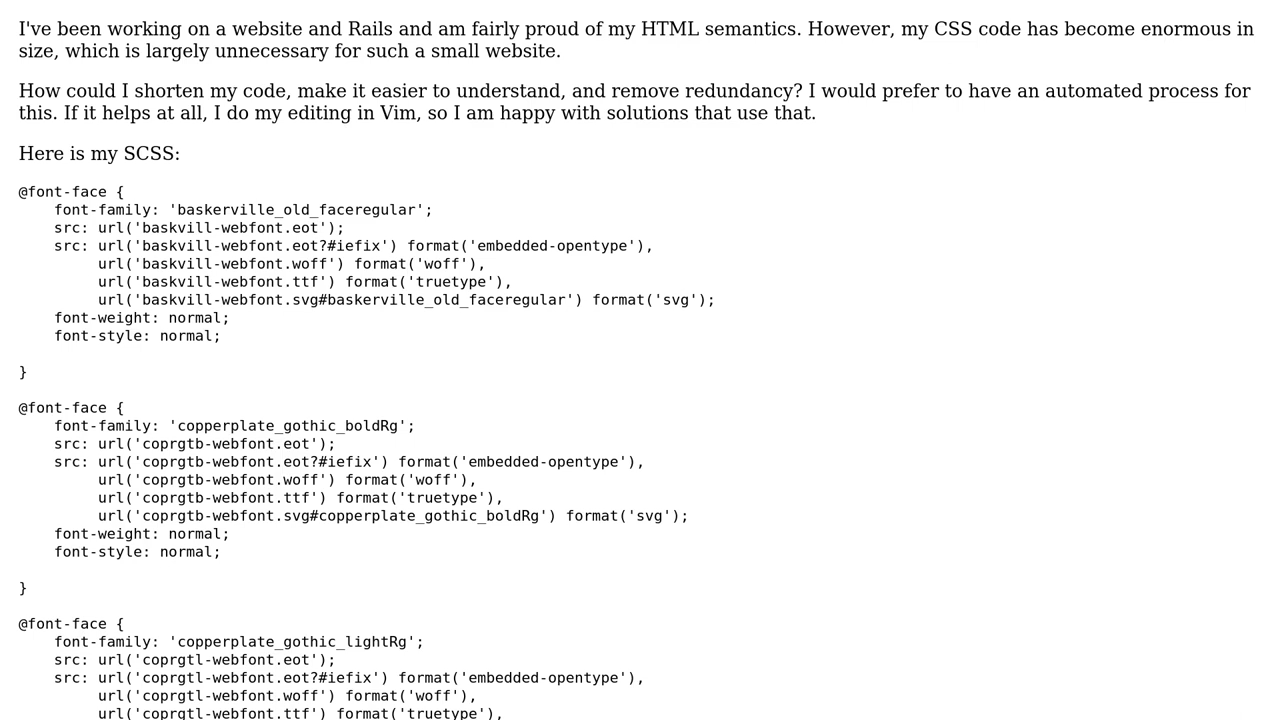 I've been working on a website and Rails and am fairly proud of my HTML semantics. However, my CSS code has become enormous in
size, which is largely unnecessary for such a small website.
How could I shorten my code, make it easier to understand, and remove redundancy? I would prefer to have an automated process for
this. If it helps at all, I do my editing in Vim, so I am happy with solutions that use that.
Here is my SCSS:
@font-face {
    font-family: 'baskerville_old_faceregular';
    src: url('baskvill-webfont.eot');
    src: url('baskvill-webfont.eot?#iefix') format('embedded-opentype'),
         url('baskvill-webfont.woff') format('woff'),
         url('baskvill-webfont.ttf') format('truetype'),
         url('baskvill-webfont.svg#baskerville_old_faceregular') format('svg');
    font-weight: normal;
    font-style: normal;
}
@font-face {
    font-family: 'copperplate_gothic_boldRg';
    src: url('coprgtb-webfont.eot');
    src: url('coprgtb-webfont.eot?#iefix') format('embedded-opentype'),
         url('coprgtb-webfont.woff') format('woff'),
         url('coprgtb-webfont.ttf') format('truetype'),
         url('coprgtb-webfont.svg#copperplate_gothic_boldRg') format('svg');
    font-weight: normal;
    font-style: normal;
}
@font-face {
    font-family: 'copperplate_gothic_lightRg';
    src: url('coprgtl-webfont.eot');
    src: url('coprgtl-webfont.eot?#iefix') format('embedded-opentype'),
         url('coprgtl-webfont.woff') format('woff'),
         url('coprgtl-webfont.ttf') format('truetype'),